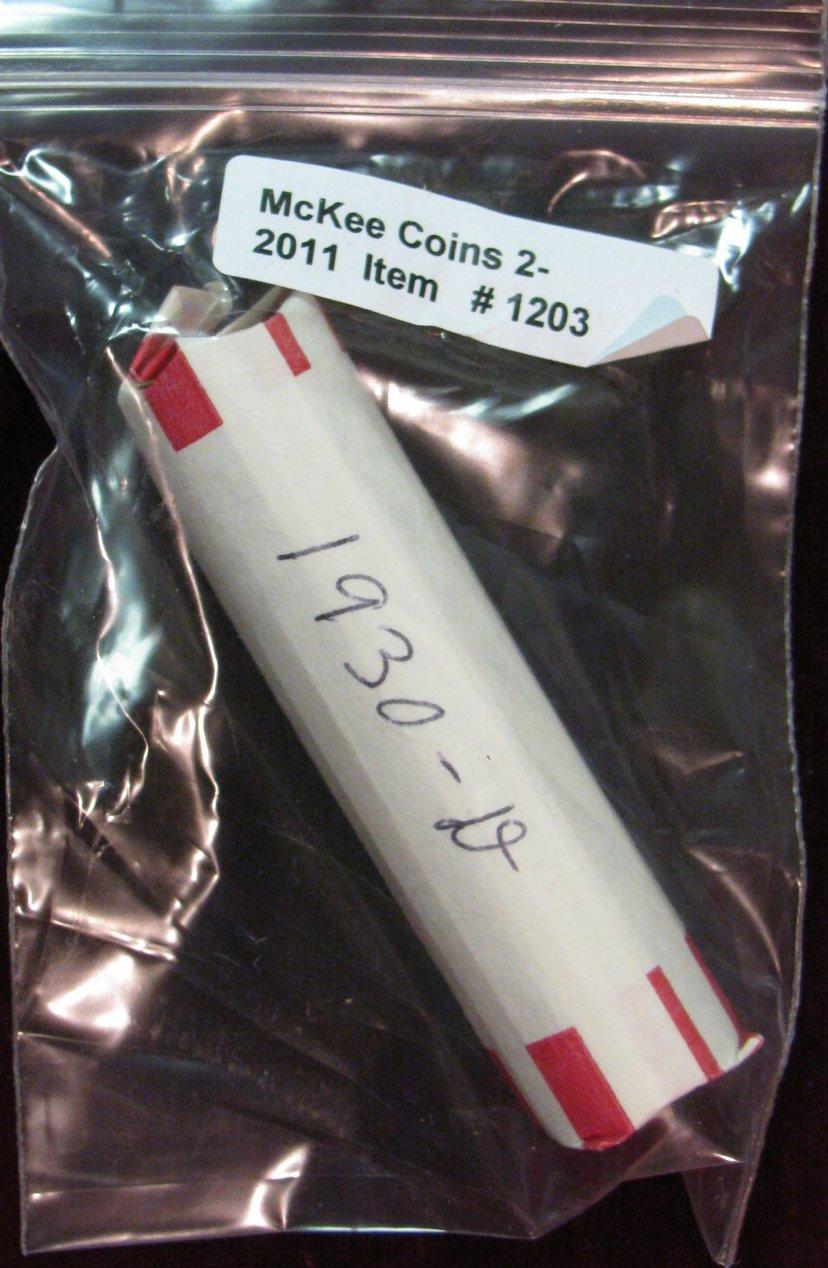 McKee Coins 2-
2011 Item # 1203
1930-D